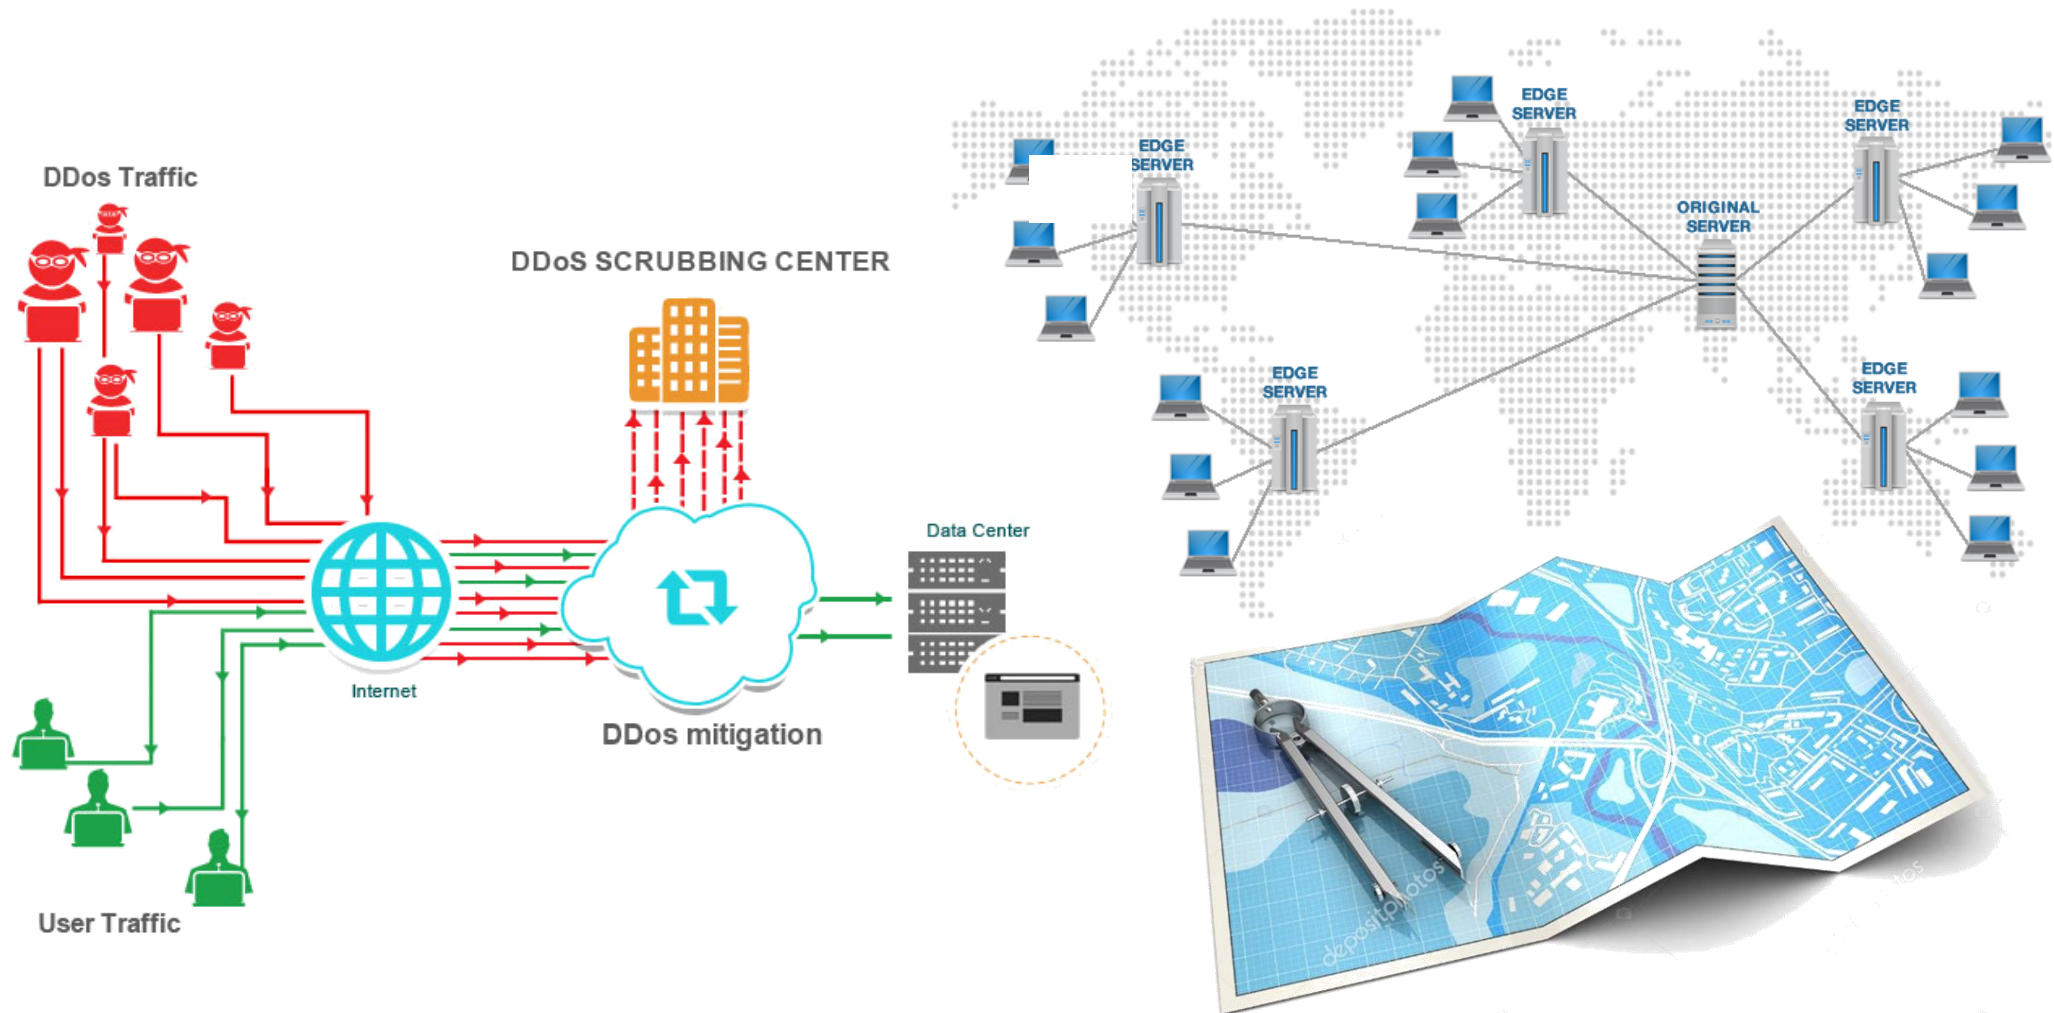 DDos Traffic
DDoS SCRUBBING CENTER
Internet
DDos mitigation
Data Center
User Traffic
EDGE
SERVER
EDGE
SERVER
EDGE
SERVER
ORIGINAL
SERVER
EDGE
SERVER
EDGE
SERVER
depositphotos